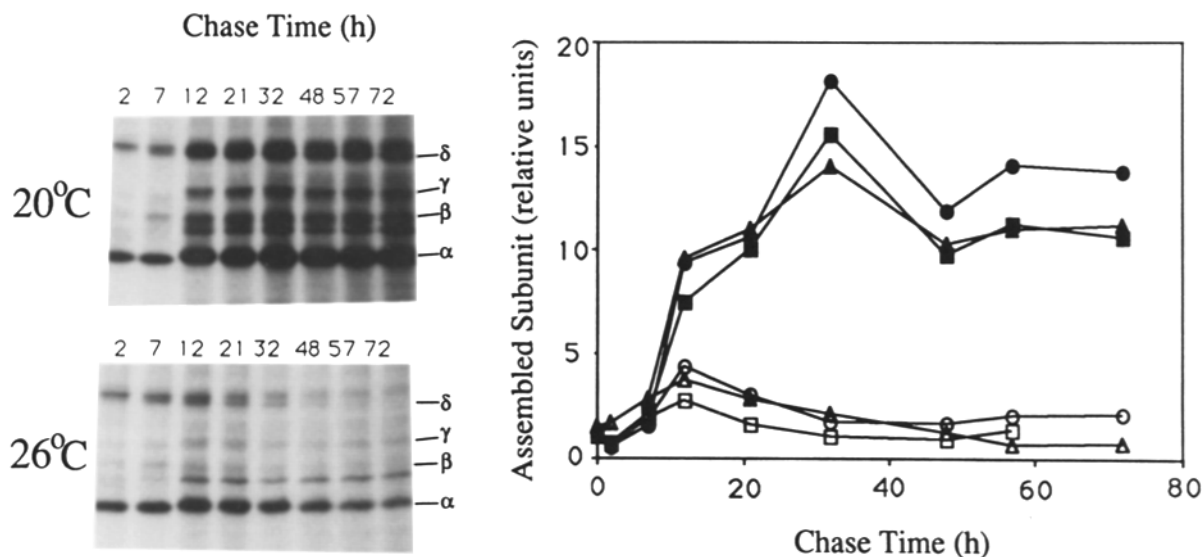 Chase Time (h)
2 7 12 21 32 48 57 72
20°C
δ
γ
β
α
2 7 12 21 32 48 57 72
26°C
δ
γ
β
α
Assembled Subunit (relative units)
20
15
10
5
0
0 20 40 60 80
Chase Time (h)